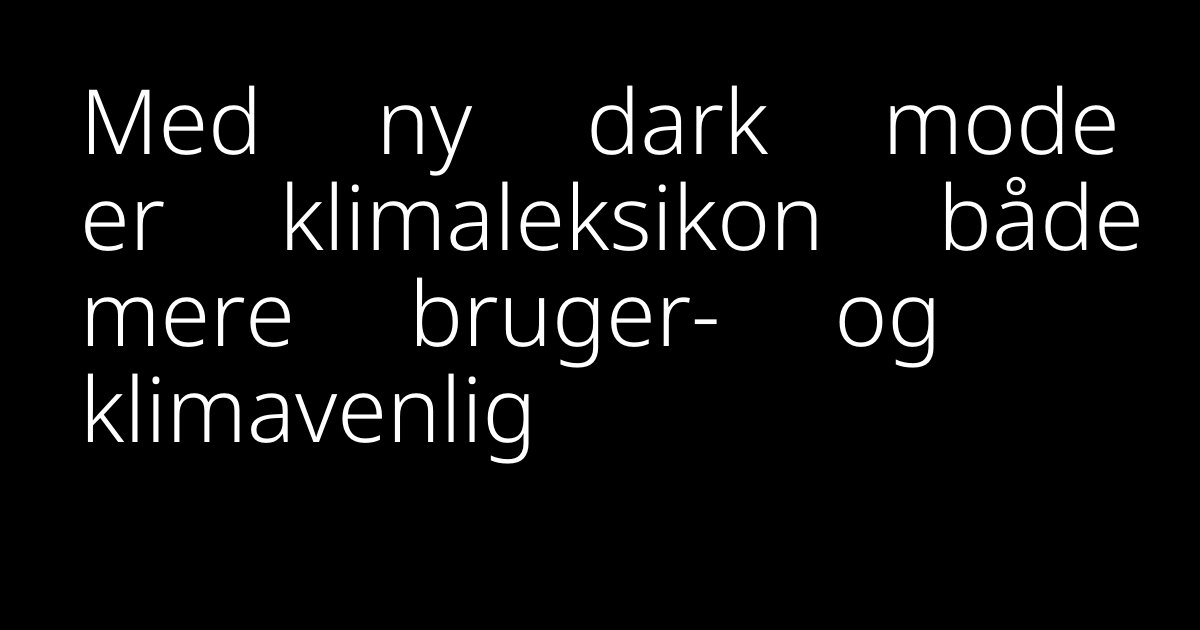 Med ny dark mode
er klimaleksikon både
mere bruger- og
klimavenlig